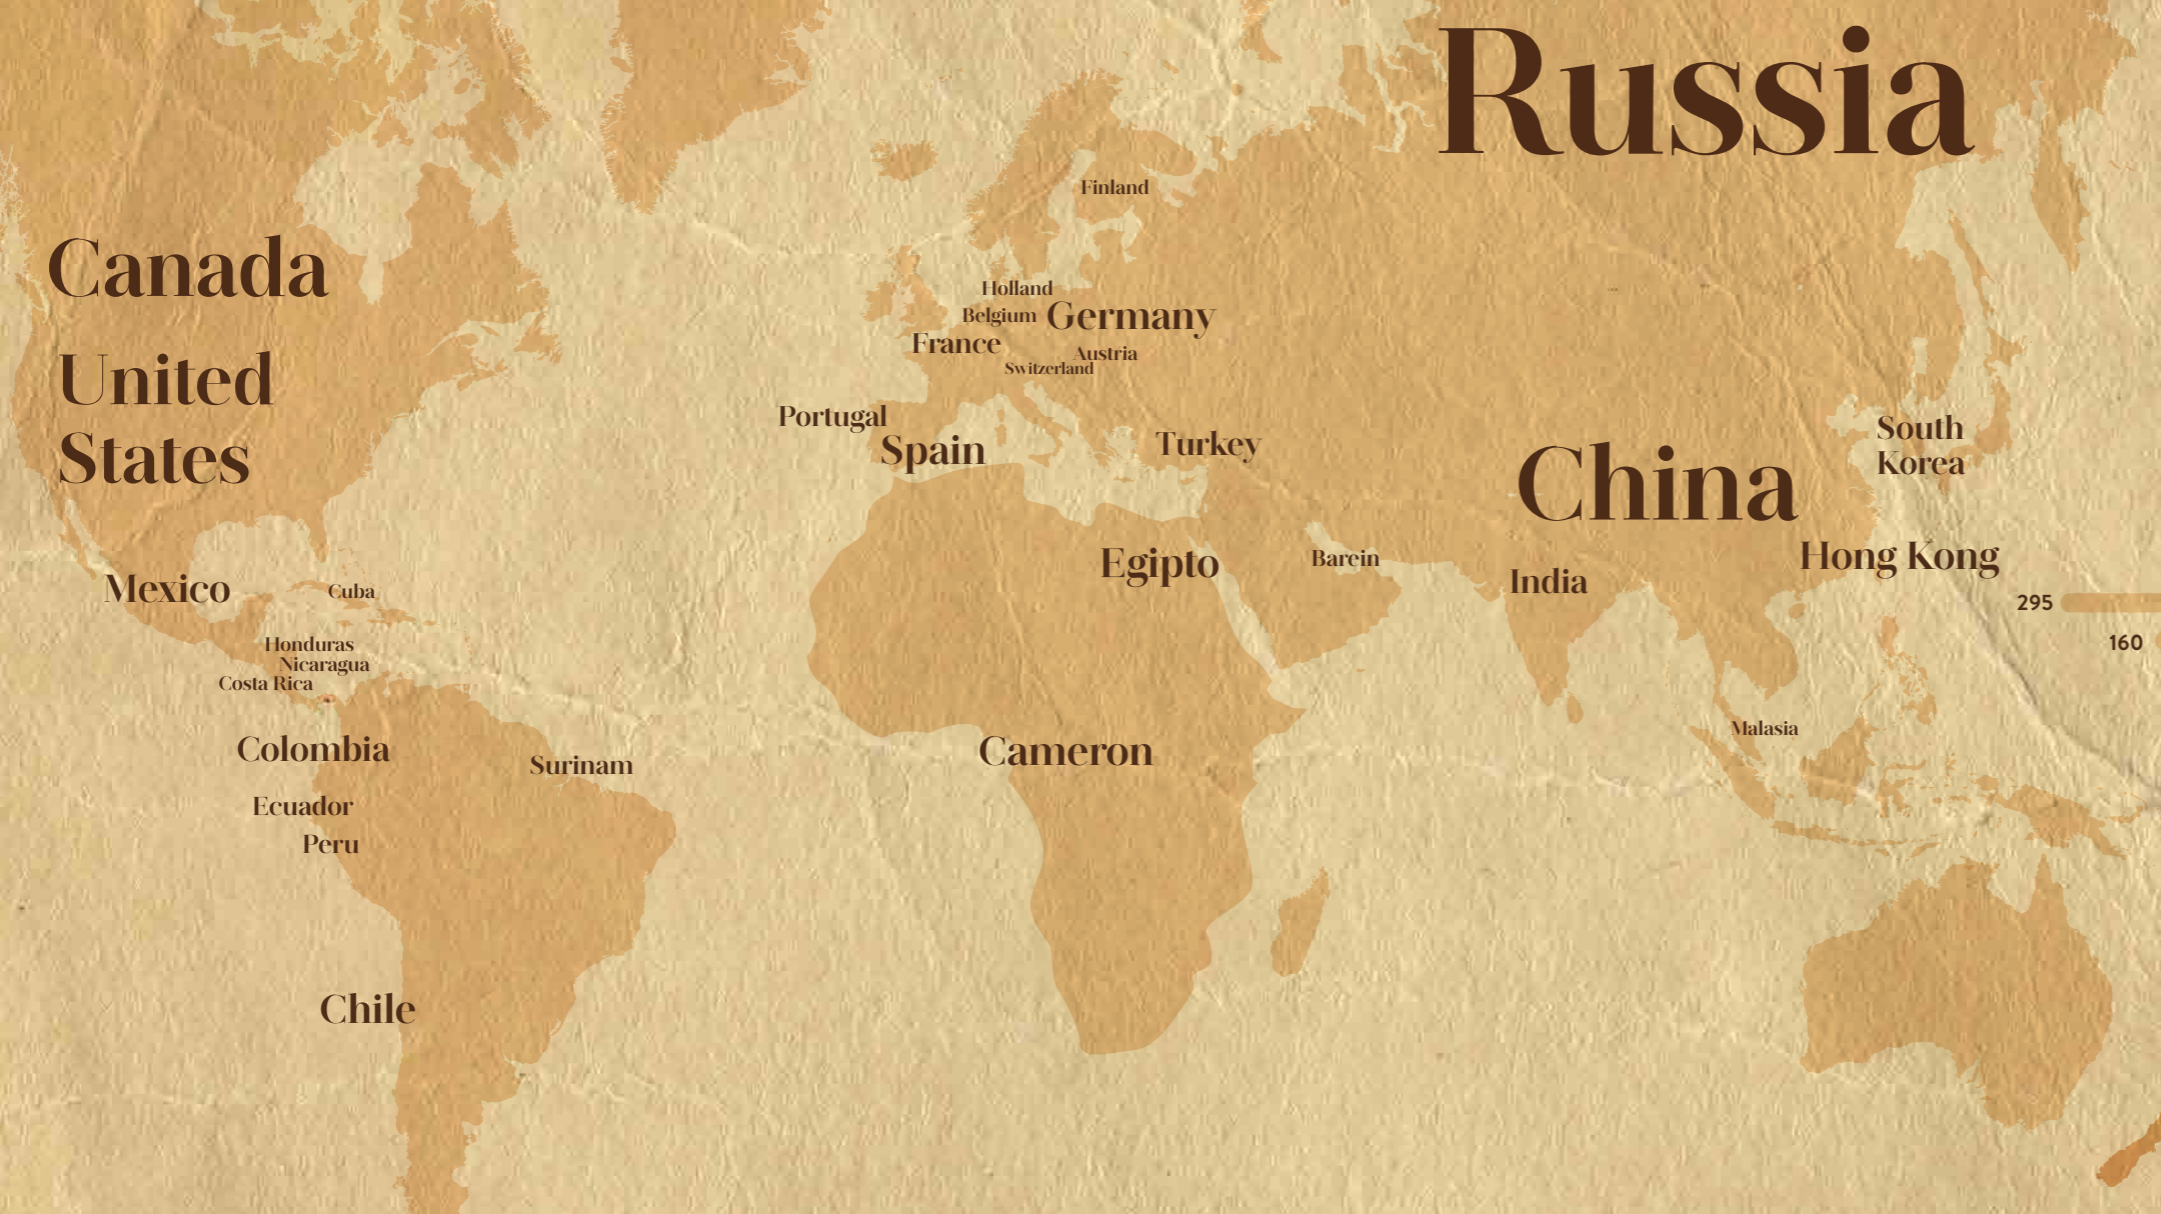 Russia
Finland
Canada
Holland
Belgium
Germany
France
Austria
Switzerland
United
States
Portugal
Spain
Turkey
China
South
Korea
Egipto
Barein
India
Hong Kong
Mexico
Cuba
295
160
Honduras
Nicaragua
Costa Rica
Colombia
Surinam
Cameron
Malasia
Ecuador
Peru
Chile